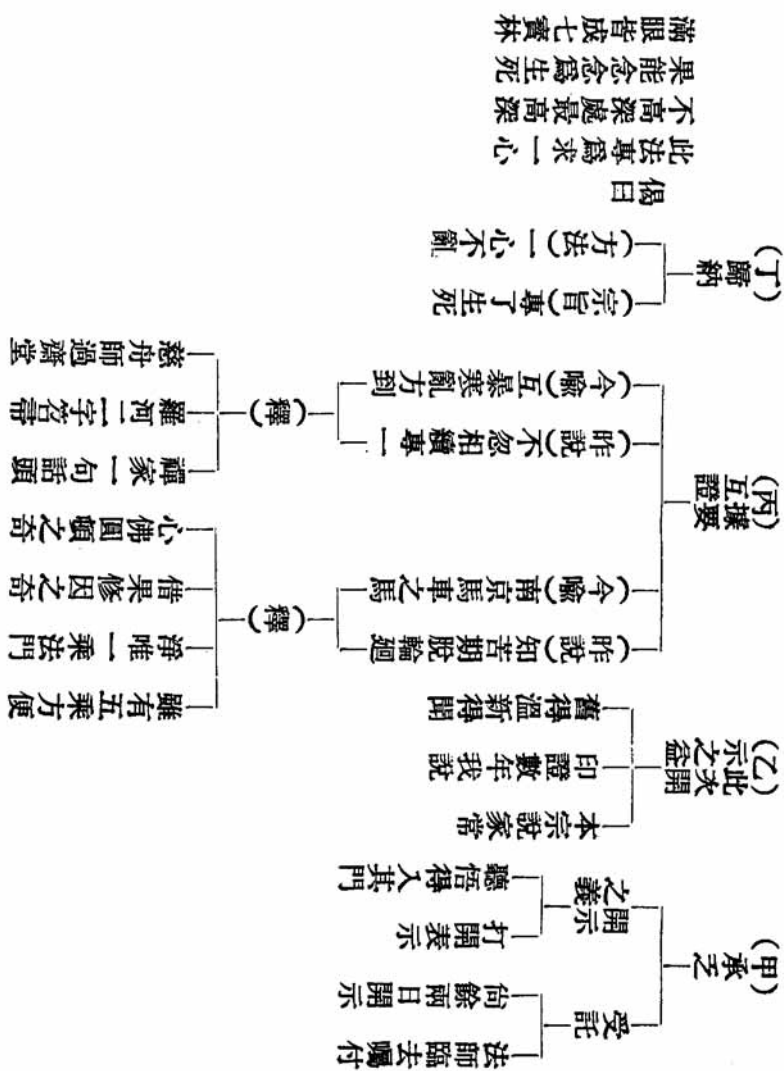 (甲)承乏
受託
法師臨去囑付
尚餘兩日開示
開示之義
打開表示
聽悟得入其門
(乙)此次開示之益
本宗說家常
印證數年我說
舊得溫新得聞
(丙)據要互證
(昨說)知苦期脫輪廻
(今喩)南京馬車之馬
(釋)
雖有五乘方便
淨唯一乘法門
借果修因之奇
心佛圓頓之奇
(昨說)不忽相續專一
(今喩)互暴寒亂方到
(釋)
禪家一句話頭
羅河一字
慈舟師過齋堂
(丁)歸納
(宗旨)專了生死
(方法)一心不亂
偈曰
此法專爲求一心
不高深處最高深
果能念念爲生死
滿眼皆成七寶林